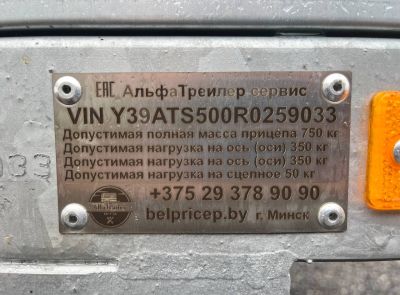 EAC АльфаТрейлер сервис
VIN Y39ATS500R0259033
Допустимая полная масса прицепа 750 кг
Допустимая нагрузка на ось (оси) 350 кг
Допустимая нагрузка на ось (оси) 350 кг
Допустимая нагрузка на сцепное 50 кг
+375 29 378 90 90
belpricep.by г. Минск
033